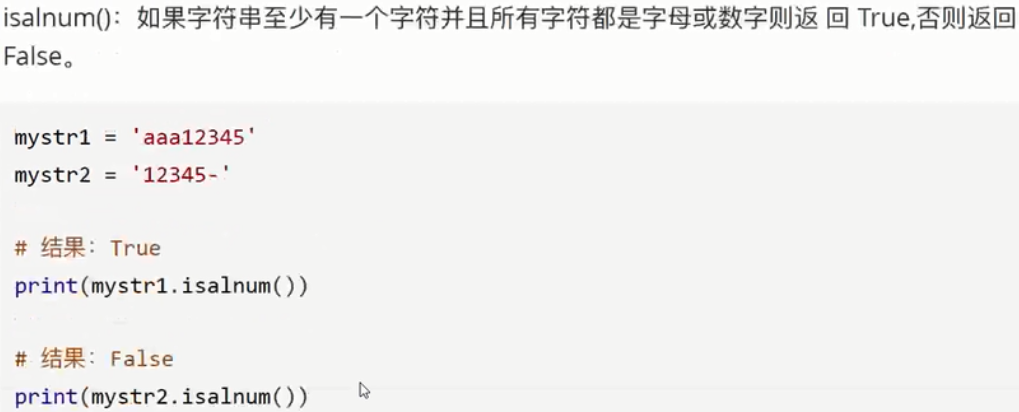 isalnum()：如果字符串至少有一个字符并且所有字符都是字母或数字则返 回 True,否则返回
False。
mystr1 = 'aaa12345'
mystr2 = '12345-'
# 结果：True
print(mystr1.isalnum())
# 结果：False
print(mystr2.isalnum())